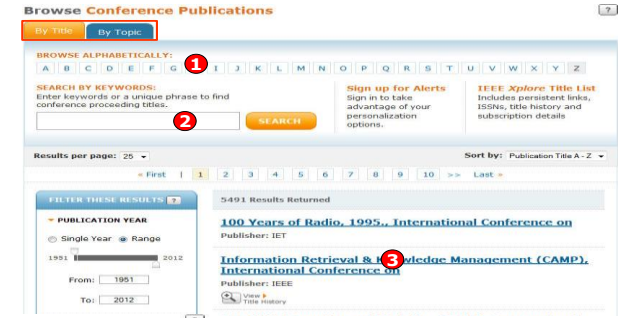 Browse Conference Publications
?
By Title By Topic
BROWSE ALPHABETICALLY:
A B C D E F G 1 I J K L M N O P Q R S T U V W X Y Z
SEARCH BY KEYWORDS:
Enter keywords or a unique phrase to find
conference proceeding titles.
2
SEARCH
Sign up for Alerts
Sign in to take
advantage of your
personalization
options.
IEEE Xplore Title List
Includes persistent links,
ISSNs, title history and
subscription details
Results per page: 25
Sort by: Publication Title A - Z
« First | 1 2 3 4 5 6 7 8 9 10 >> Last »
FILTER THESE RESULTS ?
PUBLICATION YEAR
Single Year Range
1951 2012
From: 1951
To: 2012
5491 Results Returned
100 Years of Radio, 1995., International Conference on
Publisher: IET
Information Retrieval & K 3 wledge Management (CAMP),
International Conference on
Publisher: IEEE
View
Title History